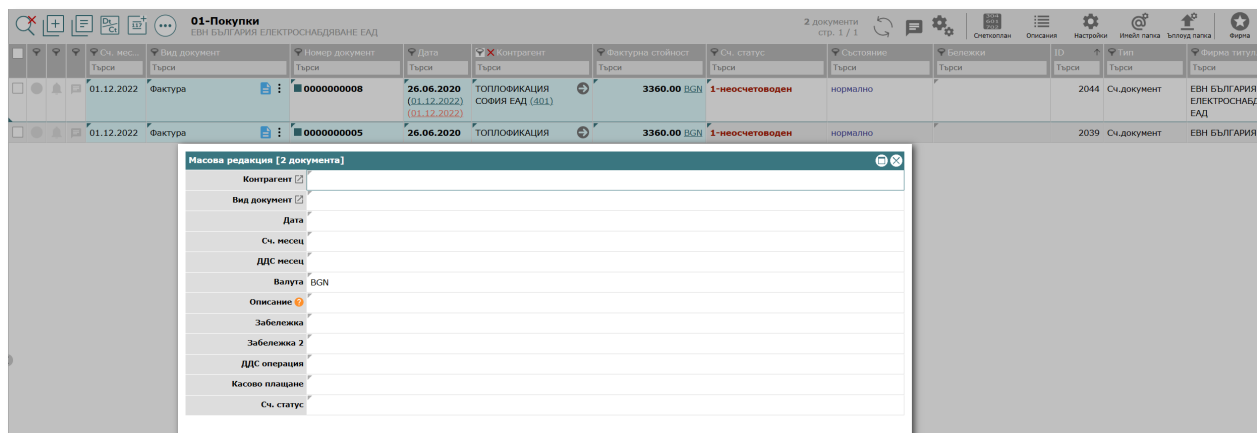 01-Покупки
ЕВН БЪЛГАРИЯ ЕЛЕКТРОСНАБДЯВАНЕ ЕАД
2 документи
стр. 1 / 1
Сметкоплан Описания Настройки Имейл папка Ъплоуд папка Фирма
Сч. мес... Вид документ Номер документ Дата Контрагент Фактурна стойност Сч. статус Състояние Бележки ID Тип Фирма титул
Търси Търси Търси Търси Търси Търси Търси Търси Търси Търси Търси Търси
01.12.2022 Фактура 0000000008 26.06.2020 ТОПЛОФИКАЦИЯ 3360.00 BGN 1-неосчетоводен нормално 2044 Сч.документ ЕВН БЪЛГАРИЯ
(01.12.2022) СОФИЯ ЕАД (401) ЕЛЕКТРОСНАБД
(01.12.2022) ЕАД
01.12.2022 Фактура 0000000005 26.06.2020 ТОПЛОФИКАЦИЯ 3360.00 BGN 1-неосчетоводен нормално 2039 Сч.документ ЕВН БЪЛГАРИЯ
Масова редакция [2 документа]
Контрагент
Вид документ
Дата
Сч. месец
ДДС месец
Валута BGN
Описание
Забележка
Забележка 2
ДДС операция
Касово плащане
Сч. статус